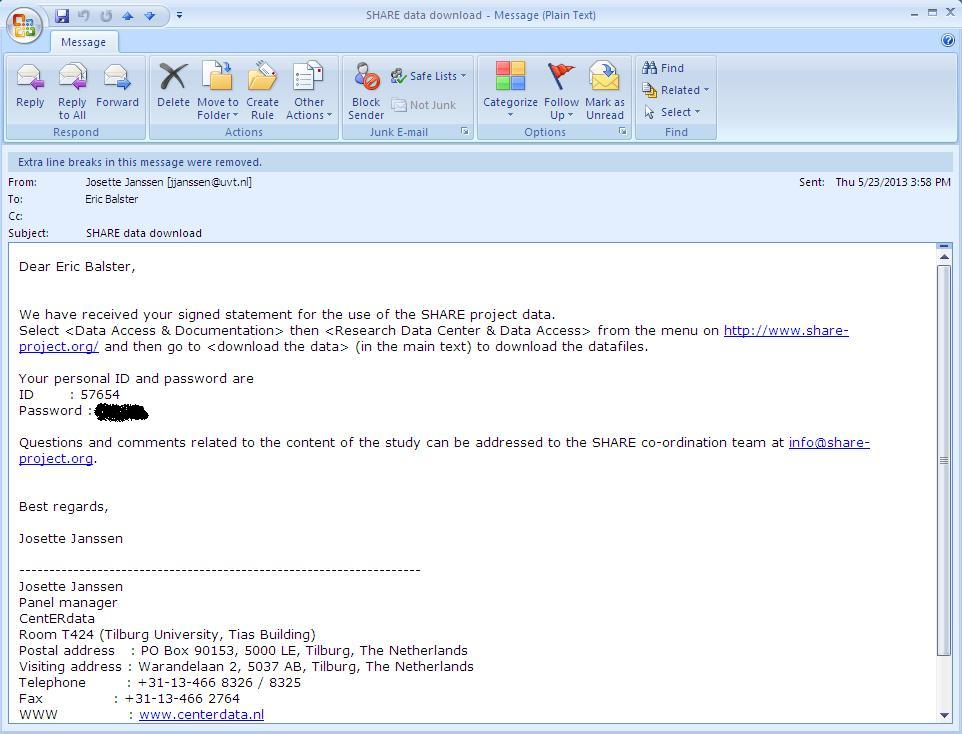 SHARE data download - Message (Plain Text)
Message
Reply
Reply to All
Forward
Respond
Delete
Move to Folder
Create Rule
Other Actions
Actions
Block Sender
Safe Lists
Not Junk
Junk E-mail
Categorize
Follow Up
Mark as Unread
Options
Find
Related
Select
Find
Extra line breaks in this message were removed.
From: Josette Janssen [jjanssen@uvt.nl] Sent: Thu 5/23/2013 3:58 PM
To: Eric Balster
Cc:
Subject: SHARE data download
Dear Eric Balster,
We have received your signed statement for the use of the SHARE project data.
Select <Data Access & Documentation> then <Research Data Center & Data Access> from the menu on http://www.share-
project.org/ and then go to <download the data> (in the main text) to download the datafiles.
Your personal ID and password are
ID : 57654
Password :
Questions and comments related to the content of the study can be addressed to the SHARE co-ordination team at info@share-
project.org.
Best regards,
Josette Janssen
-------------------------------------------------------------------
Josette Janssen
Panel manager
CentERdata
Room T424 (Tilburg University, Tias Building)
Postal address : PO Box 90153, 5000 LE, Tilburg, The Netherlands
Visiting address : Warandelaan 2, 5037 AB, Tilburg, The Netherlands
Telephone : +31-13-466 8326 / 8325
Fax : +31-13-466 2764
WWW : www.centerdata.nl